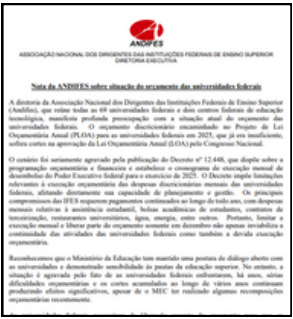 ANDIFES
ASSOCIAÇÃO NACIONAL DOS DIRIGENTES DAS INSTITUIÇÕES FEDERAIS DE ENSINO SUPERIOR
DIRETORIA EXECUTIVA
Nota da ANDIFES sobre situação do orçamento das universidades federais
A diretoria da Associação Nacional dos Dirigentes das Instituições Federais de Ensino Superior
(Andifes), que reúne todas as 69 universidades federais e dois centros federais de educação
tecnológica, manifesta profunda preocupação com a situação atual do orçamento das
universidades federais. O orçamento discricionário encaminhado no Projeto de Lei
Orçamentária Anual (PLOA) para as universidades federais em 2025, que já era insuficiente,
sofreu cortes na aprovação da Lei Orçamentária Anual (LOA) pelo Congresso Nacional.
O cenário foi seriamente agravado pela publicação do Decreto nº 12.448, que dispõe sobre a
programação orçamentária e financeira e estabelece o cronograma de execução mensal de
desembolso do Poder Executivo federal para o exercício de 2025. O Decreto impõe limitações
relevantes à execução orçamentária das despesas discricionárias mensais das universidades
federais, afetando diretamente sua capacidade de planejamento e gestão. Os principais
compromissos das IFES requerem pagamentos continuados ao longo de todo ano, com despesas
mensais relativas a assistência estudantil, bolsas acadêmicas de estudantes, contratos de
terceirização, restaurantes universitários, água, energia, entre outros. Portanto, limitar a
execução mensal e liberar parte do orçamento somente em dezembro não apenas inviabiliza a
continuidade das atividades das universidades federais como também a devida execução
orçamentária.
Reconhecemos que o Ministério da Educação tem mantido uma postura de diálogo aberto com
as universidades e demonstrado sensibilidade às pautas da educação superior. No entanto, a
situação é agravada pelo fato de as universidades federais enfrentarem, há anos, sérias
dificuldades orçamentárias e os cortes acumulados ao longo de vários anos continuam
produzindo efeitos significativos, apesar de o MEC ter realizado algumas recomposições
orçamentárias recentemente.